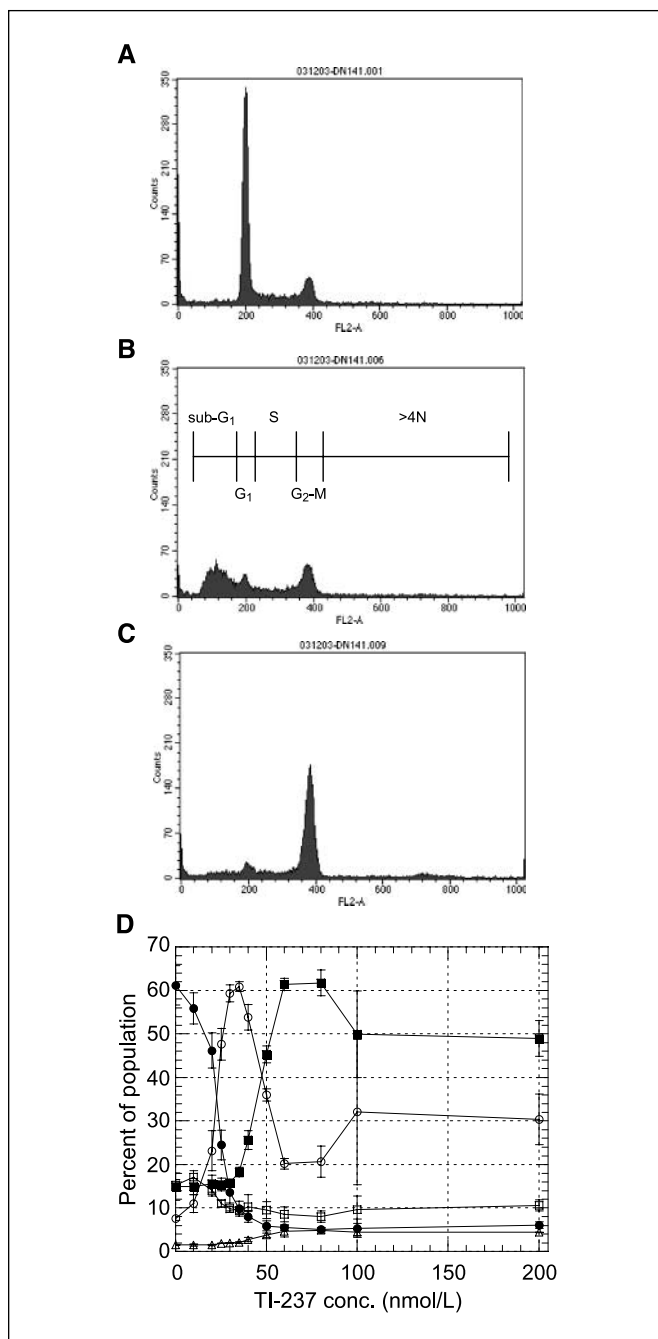 A
031203-DN141.001
350
280
210
140
70
0
Counts
0 200 400 600 800 1000
FL2-A
B
031203-DN141.006
350
280
210
140
70
0
Counts
sub-G1 S >4N
G1 G2-M
0 200 400 600 800 1000
FL2-A
C
031203-DN141.009
350
280
210
140
70
0
Counts
0 200 400 600 800 1000
FL2-A
D
70
60
50
40
30
20
10
0
Percent of population
0 50 100 150 200
TI-237 conc. (nmol/L)